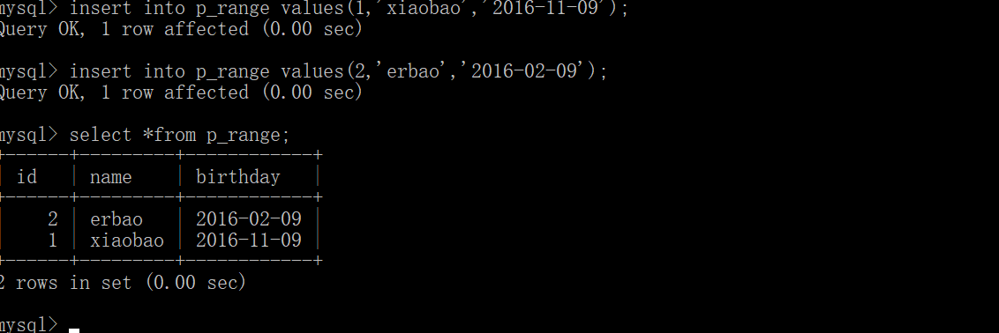 mysql> insert into p_range values(1,'xiaobao','2016-11-09');
Query OK, 1 row affected (0.00 sec)
mysql> insert into p_range values(2,'erbao','2016-02-09');
Query OK, 1 row affected (0.00 sec)
mysql> select *from p_range;
+------+---------+------------+
| id | name | birthday |
+------+---------+------------+
| 2 | erbao | 2016-02-09 |
| 1 | xiaobao | 2016-11-09 |
+------+---------+------------+
2 rows in set (0.00 sec)
mysql>